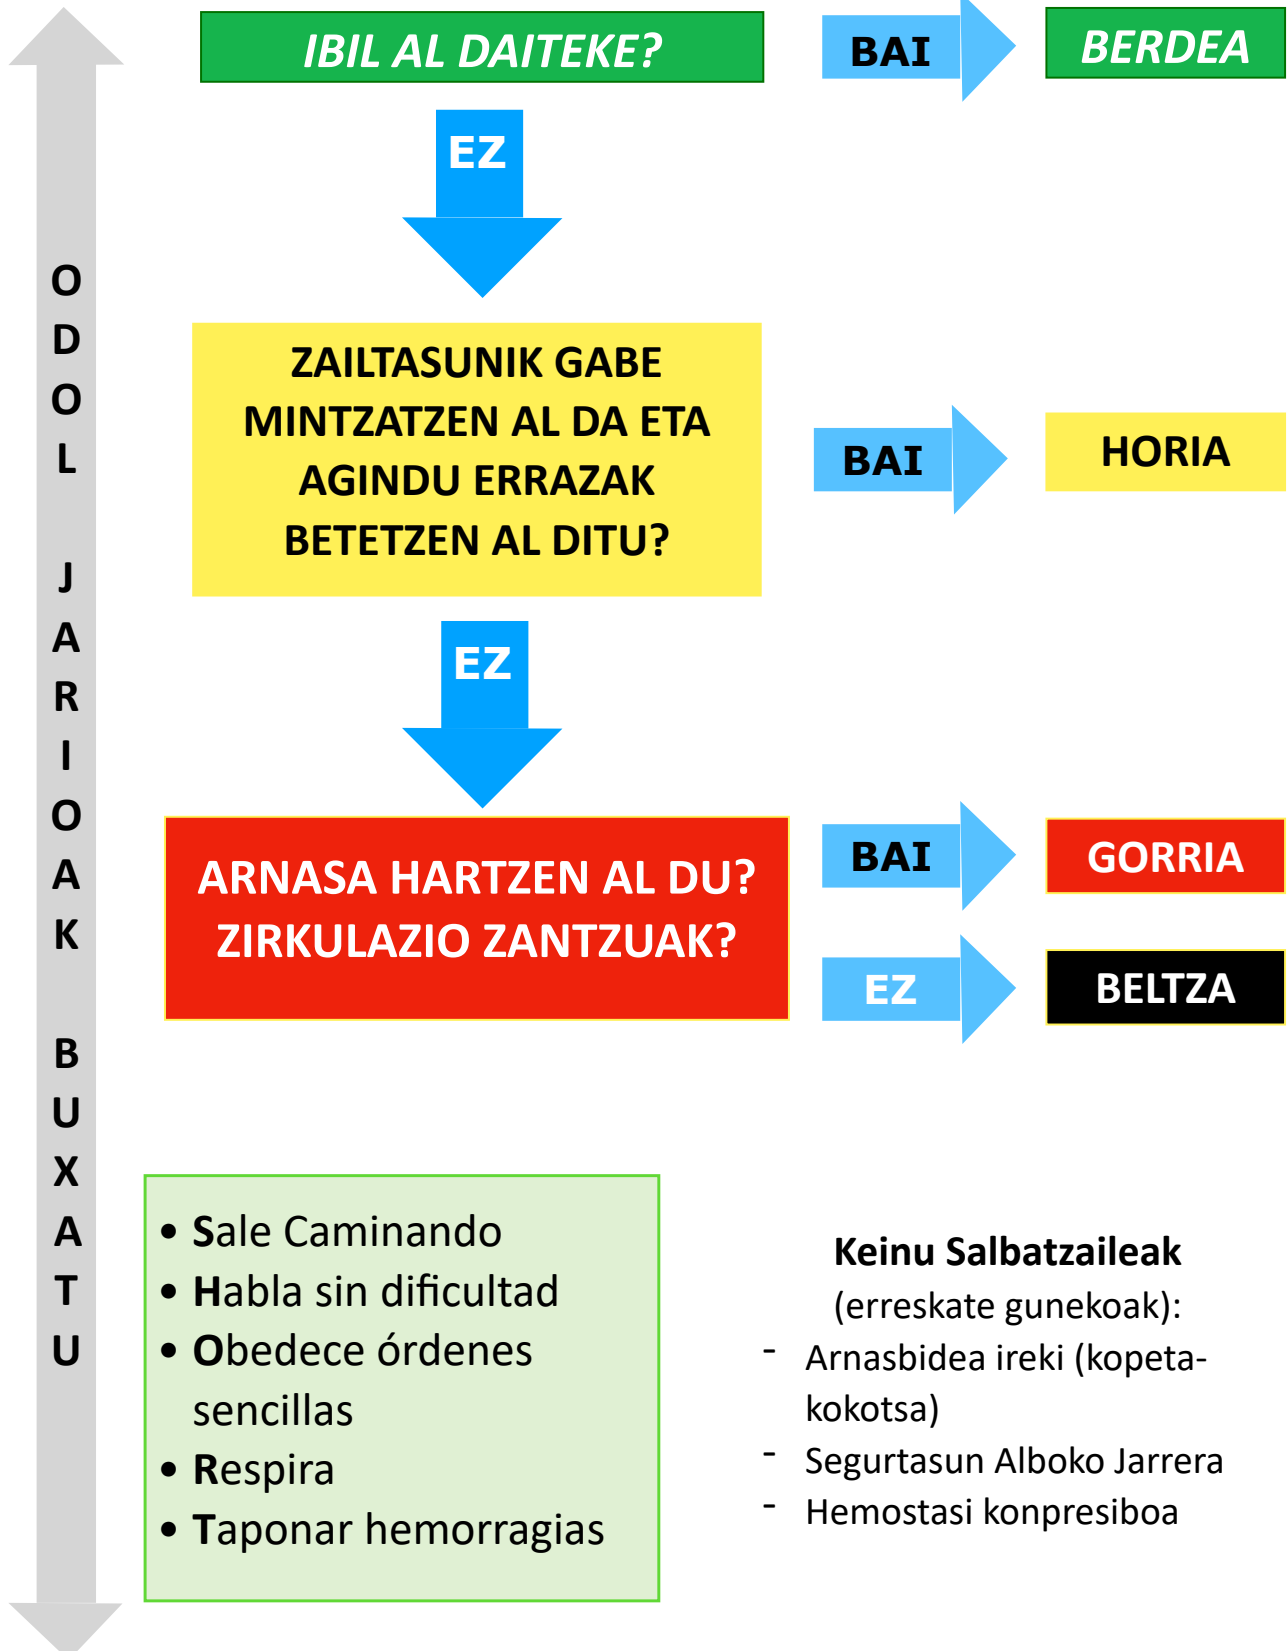 IBIL AL DAITEKE?
BAI
BERDEA
EZ
ZAILTASUNIK GABE
MINTZATZEN AL DA ETA
AGINDU ERRAZAK
BETETZEN AL DITU?
BAI
HORIA
EZ
ARNASA HARTZEN AL DU?
ZIRKULAZIO ZANTZUAK?
BAI
GORRIA
EZ
BELTZA
ODOL JARIOAK BUXATU
• Sale Caminando
• Habla sin dificultad
• Obedece órdenes
sencillas
• Respira
• Taponar hemorragias
Keinu Salbatzaileak
(erreskate gunekoak):
- Arnasbidea ireki (kopeta-
kokotsa)
- Segurtasun Alboko Jarrera
- Hemostasi konpresiboa